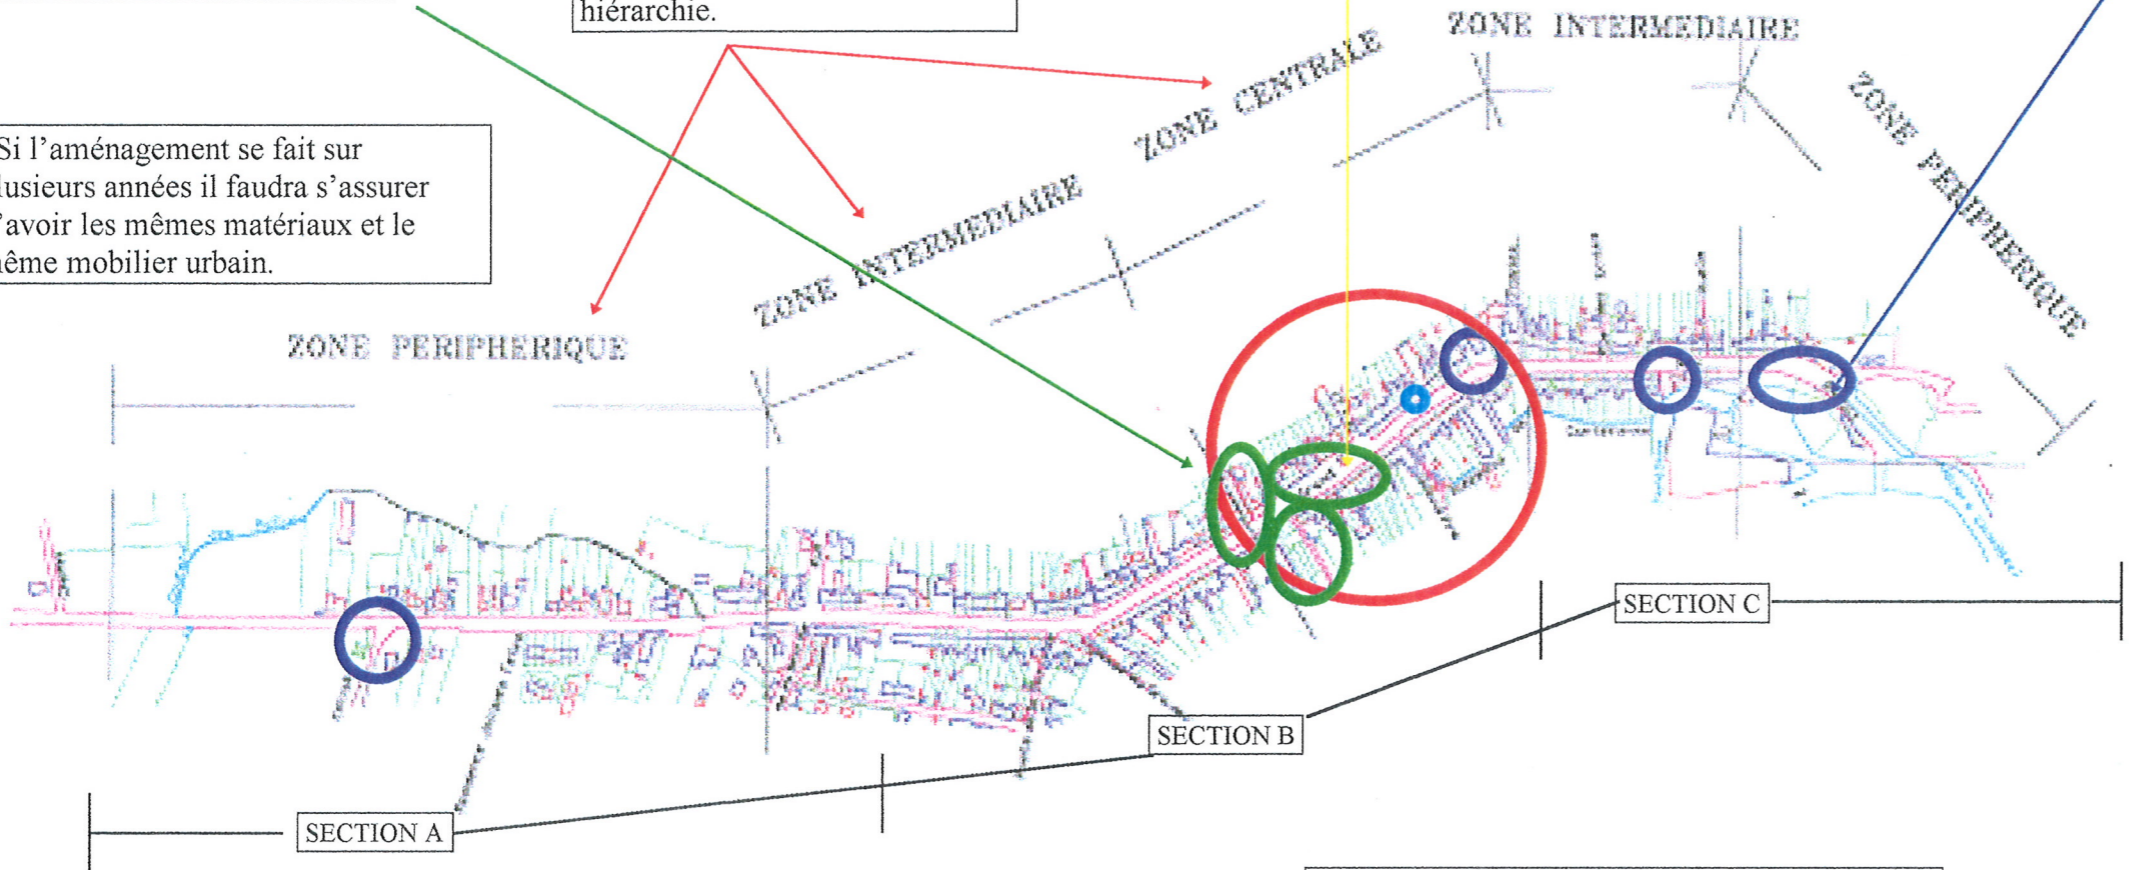 hiérarchie.
ZONE INTERMEDIAIRE
ZONE CENTRALE
ZONE PERIPHERIQUE
Si l’aménagement se fait sur
lusieurs années il faudra s’assurer
’avoir les mêmes matériaux et le
ême mobilier urbain.
ZONE INTERMEDIAIRE
ZONE PERIPHERIQUE
SECTION C
SECTION B
SECTION A